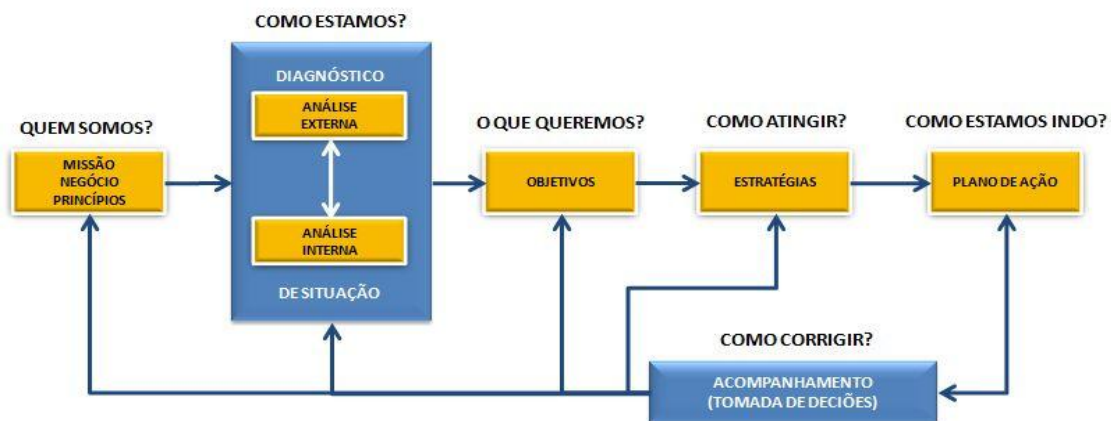 COMO ESTAMOS?
DIAGNÓSTICO
ANÁLISE
EXTERNA
ANÁLISE
INTERNA
DE SITUAÇÃO
QUEM SOMOS?
MISSÃO
NEGÓCIO
PRINCÍPIOS
O QUE QUEREMOS?
OBJETIVOS
COMO ATINGIR?
ESTRATÉGIAS
COMO ESTAMOS INDO?
PLANO DE AÇÃO
COMO CORRIGIR?
ACOMPANHAMENTO
(TOMADA DE DECIÕES)